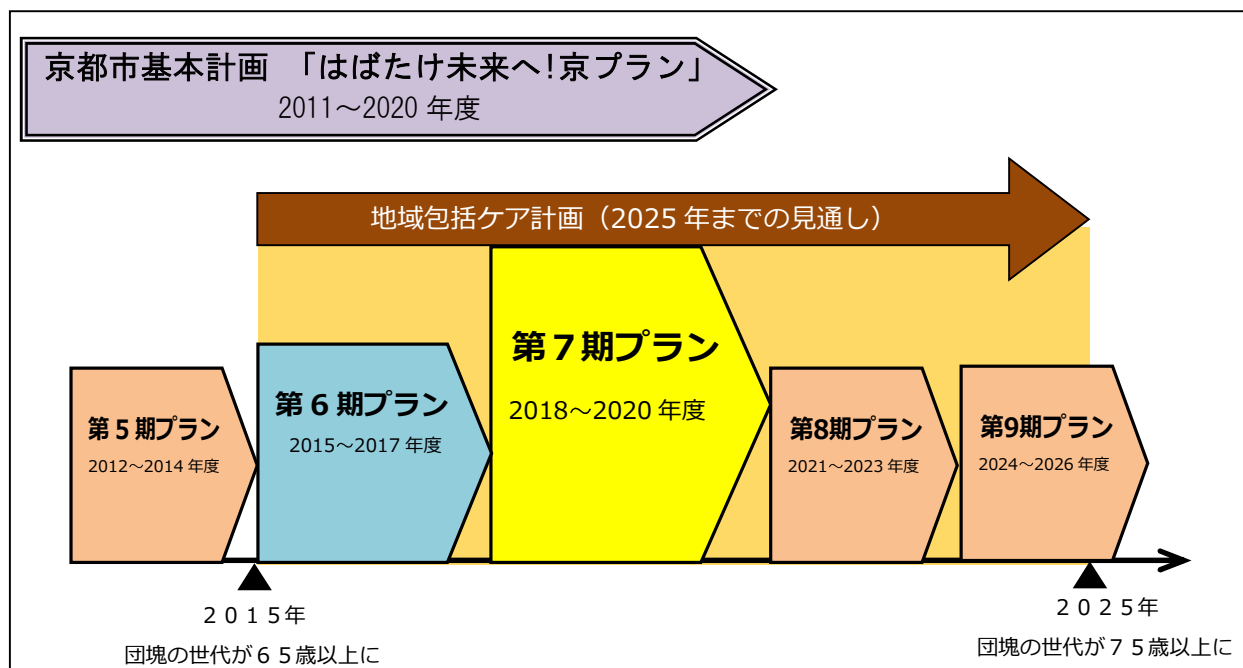 京都市基本計画 「はばたけ未来へ!京プラン」
2011~2020 年度
地域包括ケア計画(2025 年までの見通し)
第5期プラン
2012~2014 年度
第6期プラン
2015~2017 年度
第7期プラン
2018~2020 年度
第8期プラン
2021~2023 年度
第9期プラン
2024~2026 年度
2015年
団塊の世代が65歳以上に
2025年
団塊の世代が75歳以上に